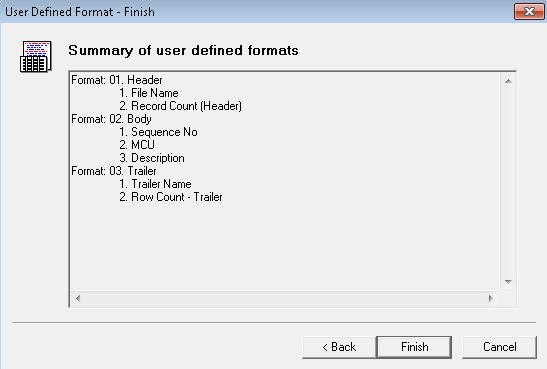 User Defined Format - Finish
Summary of user defined formats
Format: 01. Header
1. File Name
2. Record Count (Header)
Format: 02. Body
1. Sequence No
2. MCU
3. Description
Format: 03. Trailer
1. Trailer Name
2. Row Count - Trailer
< Back Finish Cancel